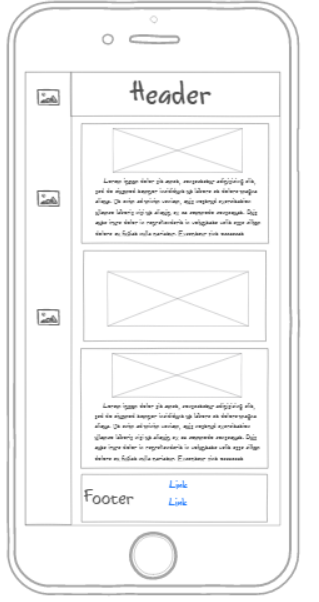 Header
Lorem ipsum dolor sit amet, consectetur adipiscing elit,
sed do eiusmod tempor incididunt ut labore et dolore magna
aliqua. Ut enim ad minim veniam, quis nostrud exercitation
ullamco laboris nisi ut aliquip ex ea commodo consequat. Duis
aute irure dolor in reprehenderit in voluptate velit esse cillum
dolore eu fugiat nulla pariatur. Excepteur sint occaecat
Lorem ipsum dolor sit amet, consectetur adipiscing elit,
sed do eiusmod tempor incididunt ut labore et dolore magna
aliqua. Ut enim ad minim veniam, quis nostrud exercitation
ullamco laboris nisi ut aliquip ex ea commodo consequat. Duis
aute irure dolor in reprehenderit in voluptate velit esse cillum
dolore eu fugiat nulla pariatur. Excepteur sint occaecat
Footer
Link
Link